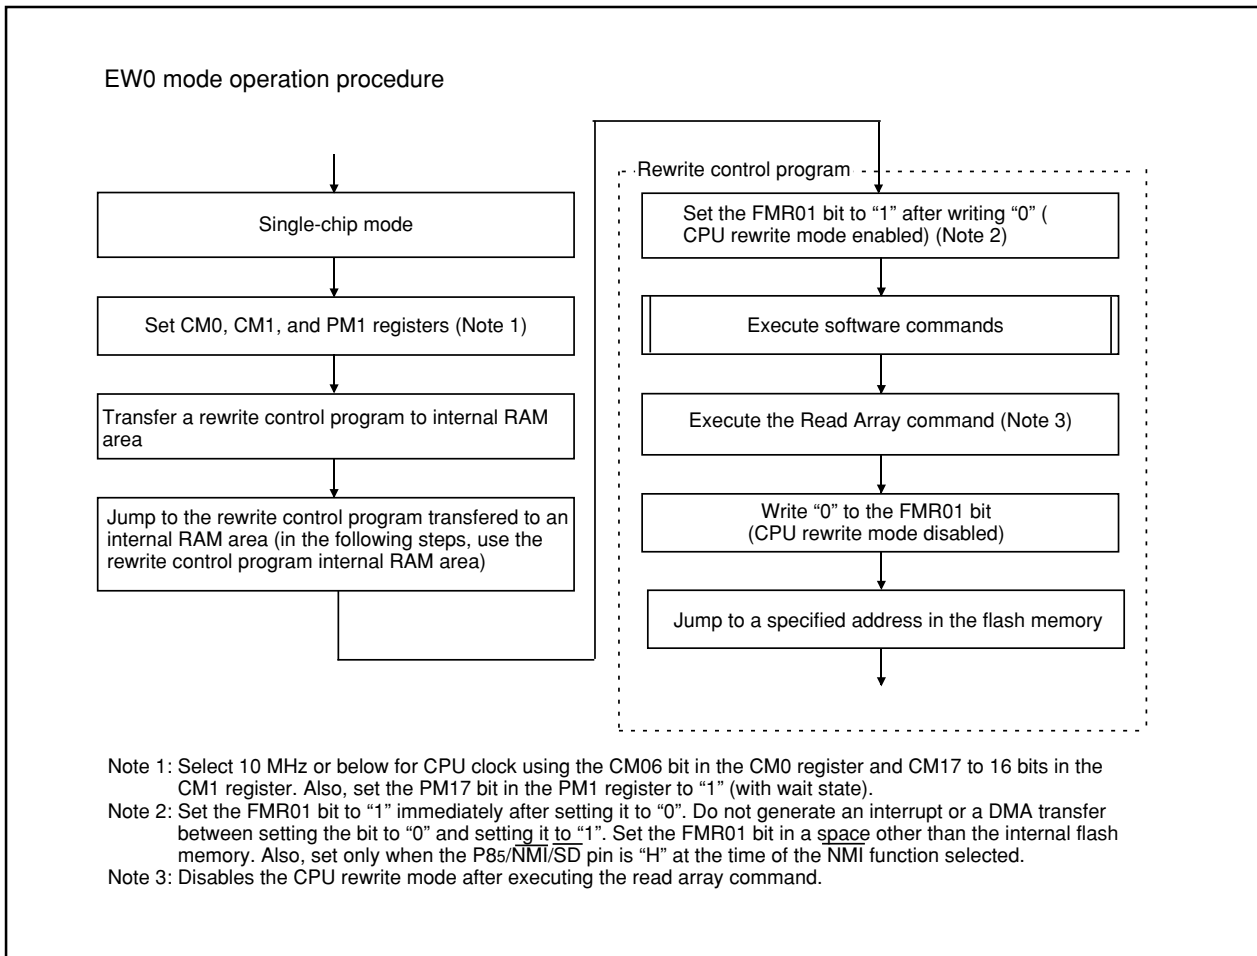 EW0 mode operation procedure
Single-chip mode
Set CM0, CM1, and PM1 registers (Note 1)
Transfer a rewrite control program to internal RAM
area
Jump to the rewrite control program transfered to an
internal RAM area (in the following steps, use the
rewrite control program internal RAM area)
Rewrite control program
Set the FMR01 bit to “1” after writing “0” (
CPU rewrite mode enabled) (Note 2)
Execute software commands
Execute the Read Array command (Note 3)
Write “0” to the FMR01 bit
(CPU rewrite mode disabled)
Jump to a specified address in the flash memory
Note 1: Select 10 MHz or below for CPU clock using the CM06 bit in the CM0 register and CM17 to 16 bits in the
CM1 register. Also, set the PM17 bit in the PM1 register to “1” (with wait state).
Note 2: Set the FMR01 bit to “1” immediately after setting it to “0”. Do not generate an interrupt or a DMA transfer
between setting the bit to “0” and setting it to “1”. Set the FMR01 bit in a space other than the internal flash
memory. Also, set only when the P85/NMI/SD pin is “H” at the time of the NMI function selected.
Note 3: Disables the CPU rewrite mode after executing the read array command.